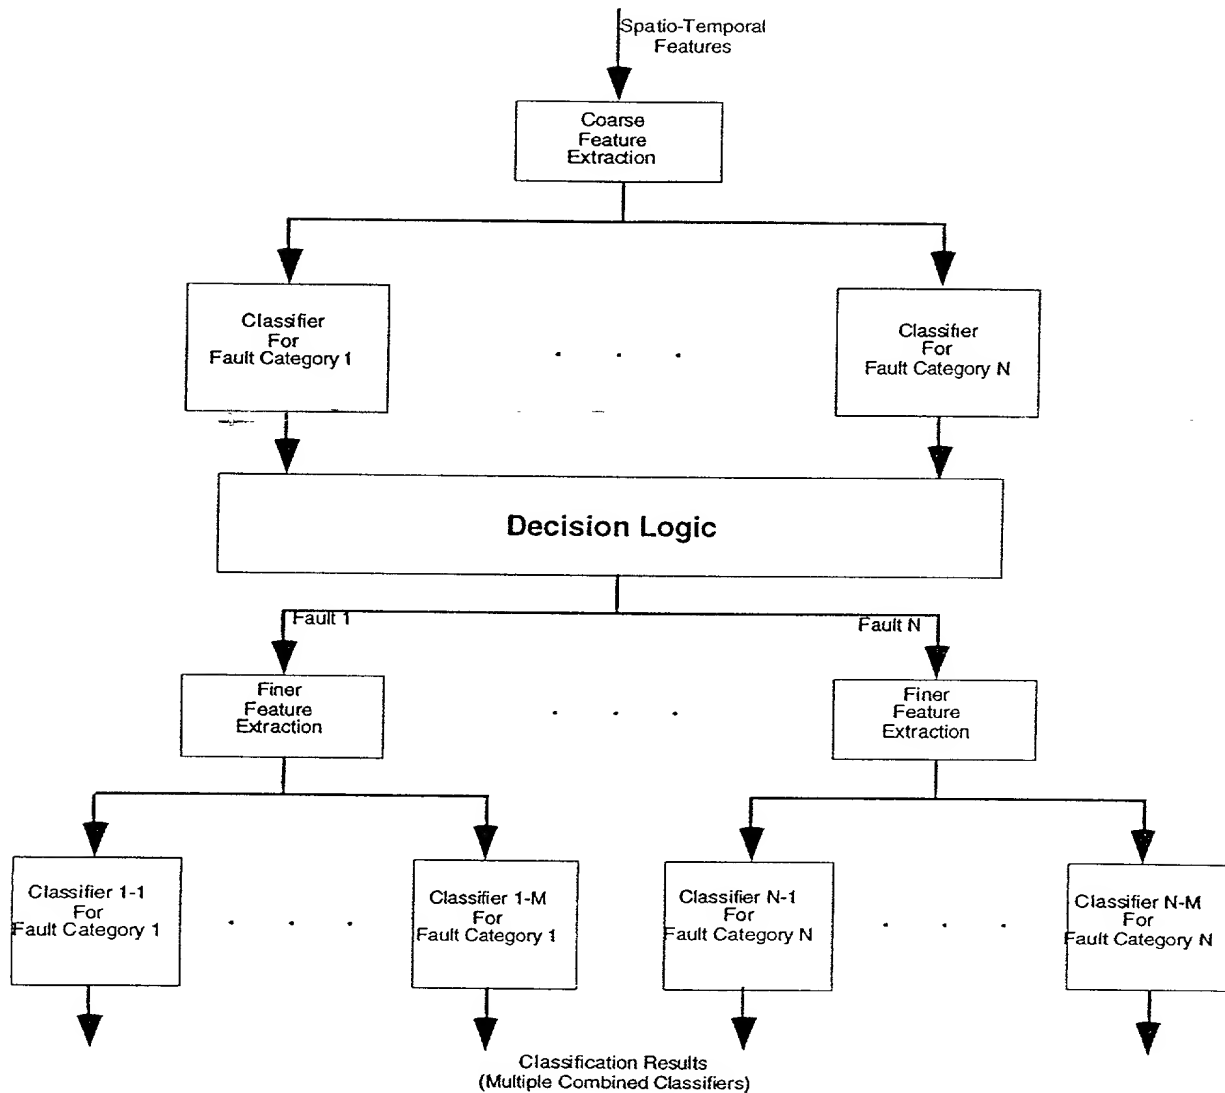 Spatio-Temporal
Features
Coarse
Feature
Extraction
Classifier
For
Fault Category 1
Classifier
For
Fault Category N
Decision Logic
Fault 1
Fault N
Finer
Feature
Extraction
Finer
Feature
Extraction
Classifier 1-1
For
Fault Category 1
Classifier 1-M
For
Fault Category 1
Classifier N-1
For
Fault Category N
Classifier N-M
For
Fault Category N
Classification Results
(Multiple Combined Classifiers)